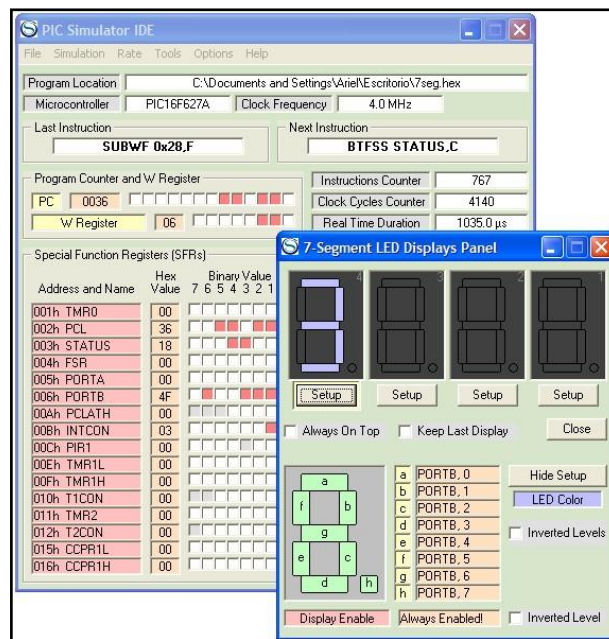 PIC Simulator IDE
File Simulation Rate Tools Options Help
Program Location C:\Documents and Settings\Ariel\Escritorio\7seg.hex
Microcontroller PIC16F627A Clock Frequency 4.0 MHz
Last Instruction
SUBWF 0x28,F
Next Instruction
BTFSS STATUS,C
Program Counter and W Register
PC 0036
W Register 06
Instructions Counter 767
Clock Cycles Counter 4140
Real Time Duration 1035.0 µs
Special Function Registers (SFRs)
Address and Name Hex Value Binary Value 7 6 5 4 3 2 1
001h TMR0 00
002h PCL 36
003h STATUS 18
004h FSR 00
005h PORTA 00
006h PORTB 4F
00Ah PCLATH 00
00Bh INTCON 03
00Ch PIR1 00
00Eh TMR1L 00
00Fh TMR1H 00
010h T1CON 00
011h TMR2 00
012h T2CON 00
015h CCPR1L 00
016h CCPR1H 00
7-Segment LED Displays Panel
4 3 2 1
Setup Setup Setup Setup
Always On Top Keep Last Display Close
a
f b
g
e c
d h
a PORTB, 0
b PORTB, 1
c PORTB, 2
d PORTB, 3
e PORTB, 4
f PORTB, 5
g PORTB, 6
h PORTB, 7
Hide Setup
LED Color
Inverted Levels
Display Enable Always Enabled! Inverted Level